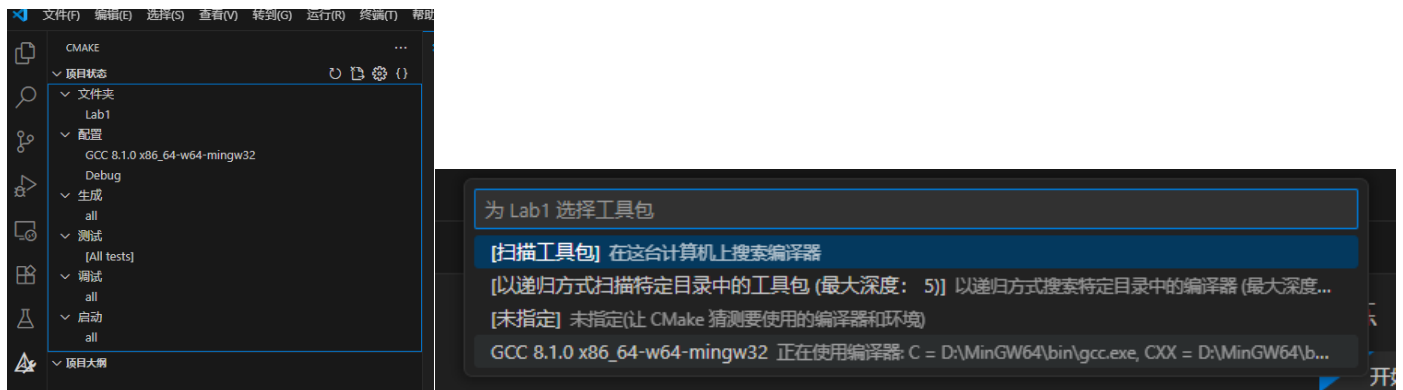 文件(F) 编辑(E) 选择(S) 查看(V) 转到(G) 运行(R) 终端(T) 帮助
CMAKE
项目状态
文件夹
Lab1
配置
GCC 8.1.0 x86_64-w64-mingw32
Debug
生成
all
测试
[All tests]
调试
all
启动
all
项目大纲
为 Lab1 选择工具包
[扫描工具包] 在这台计算机上搜索编译器
[以递归方式扫描特定目录中的工具包 (最大深度: 5)] 以递归方式搜索特定目录中的编译器 (最大深度...
[未指定] 未指定(让 CMake 猜测要使用的编译器和环境)
GCC 8.1.0 x86_64-w64-mingw32 正在使用编译器: C = D:\MinGW64\bin\gcc.exe, CXX = D:\MinGW64\b...